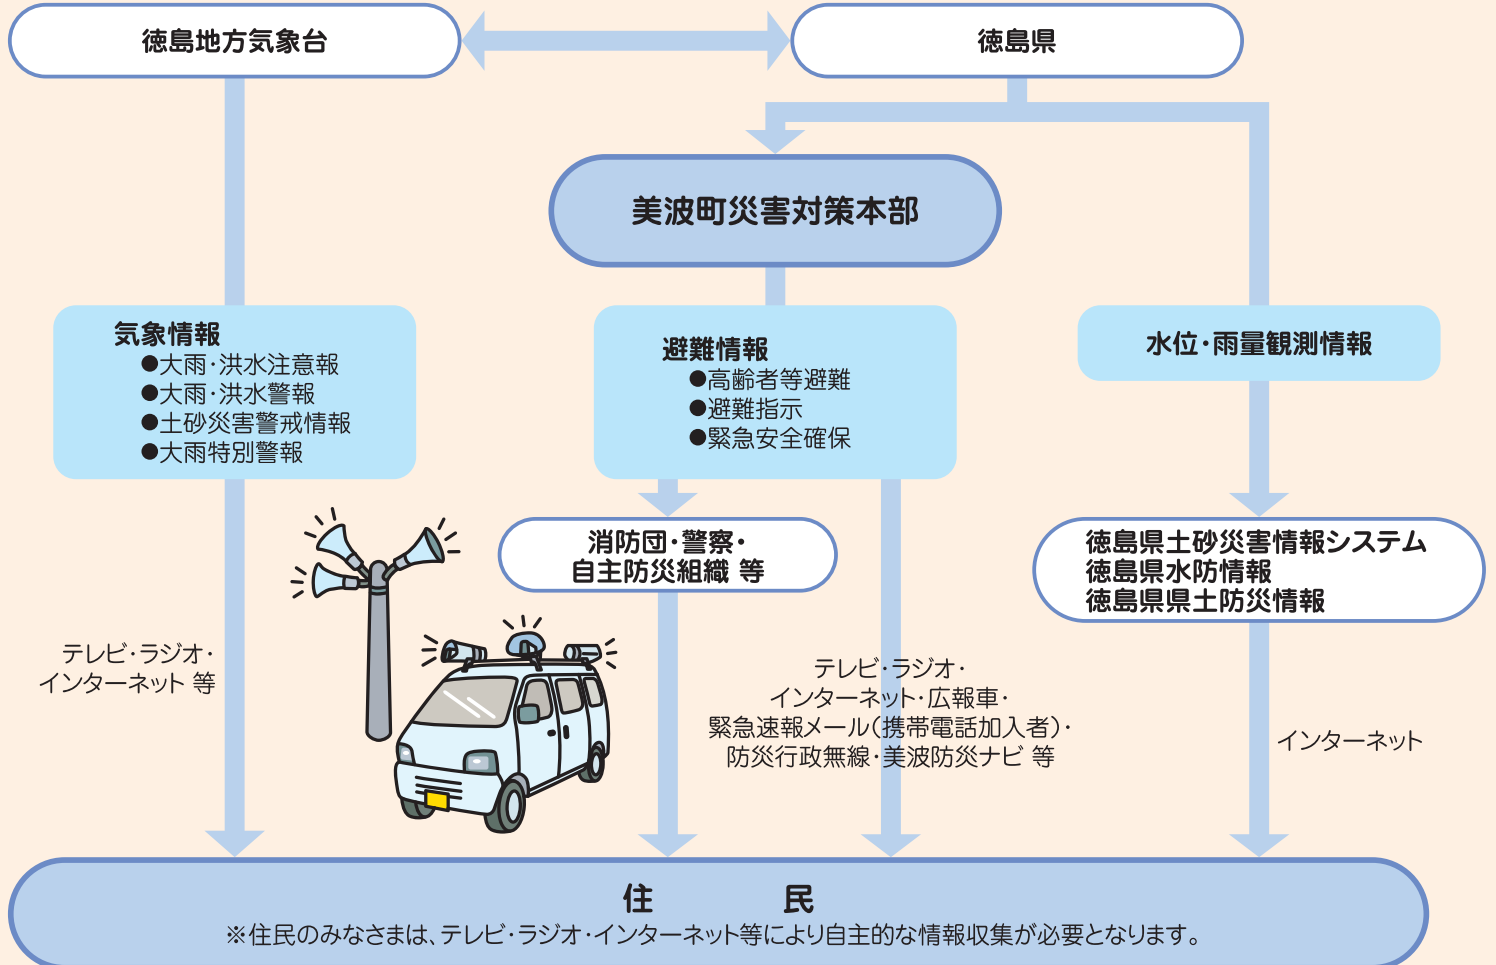 徳島地方気象台
徳島県
美波町災害対策本部
気象情報
●大雨・洪水注意報
●大雨・洪水警報
●土砂災害警戒情報
●大雨特別警報
避難情報
●高齢者等避難
●避難指示
●緊急安全確保
水位・雨量観測情報
消防団・警察・
自主防災組織 等
徳島県土砂災害情報システム
徳島県水防情報
徳島県県土防災情報
テレビ・ラジオ・
インターネット 等
テレビ・ラジオ・
インターネット・広報車・
緊急速報メール(携帯電話加入者)・
防災行政無線・美波防災ナビ 等
インターネット
住民
※住民のみなさまは、テレビ・ラジオ・インターネット等により自主的な情報収集が必要となります。